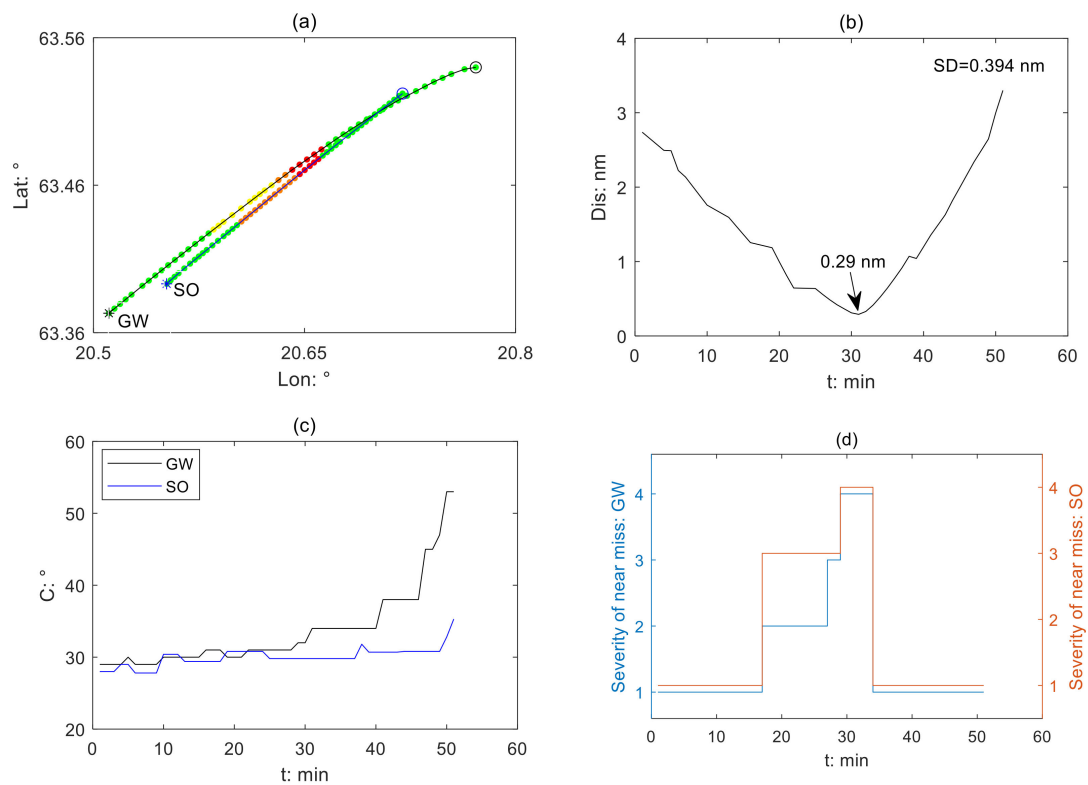 (a)
63.56
63.46
63.36
Lat: °
SO
GW
20.5
20.65
20.8
Lon: °
(b)
4
3
2
1
0
Dis: nm
SD=0.394 nm
0.29 nm
0
10
20
30
40
50
60
t: min
(c)
60
50
40
30
20
C: °
GW
SO
0
10
20
30
40
50
60
t: min
(d)
4
3
2
1
Severity of near miss: GW
4
3
2
1
Severity of near miss: SO
0
10
20
30
40
50
60
t: min